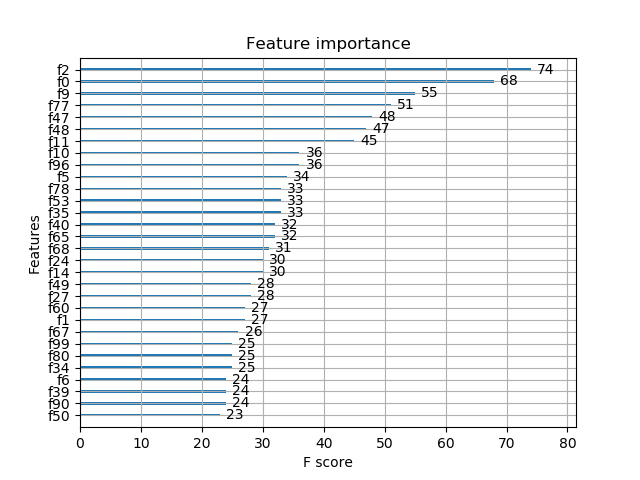 Feature importance
f2 74
f0 68
f9 55
f77 51
f47 48
f48 47
f11 45
f10 36
f96 36
f5 34
f78 33
f53 33
f35 33
f40 32
f65 32
f68 31
f24 30
f14 30
f49 28
f27 28
f60 27
f1 27
f67 26
f99 25
f80 25
f34 25
f6 24
f39 24
f90 24
f50 23
Features
0 10 20 30 40 50 60 70 80
F score